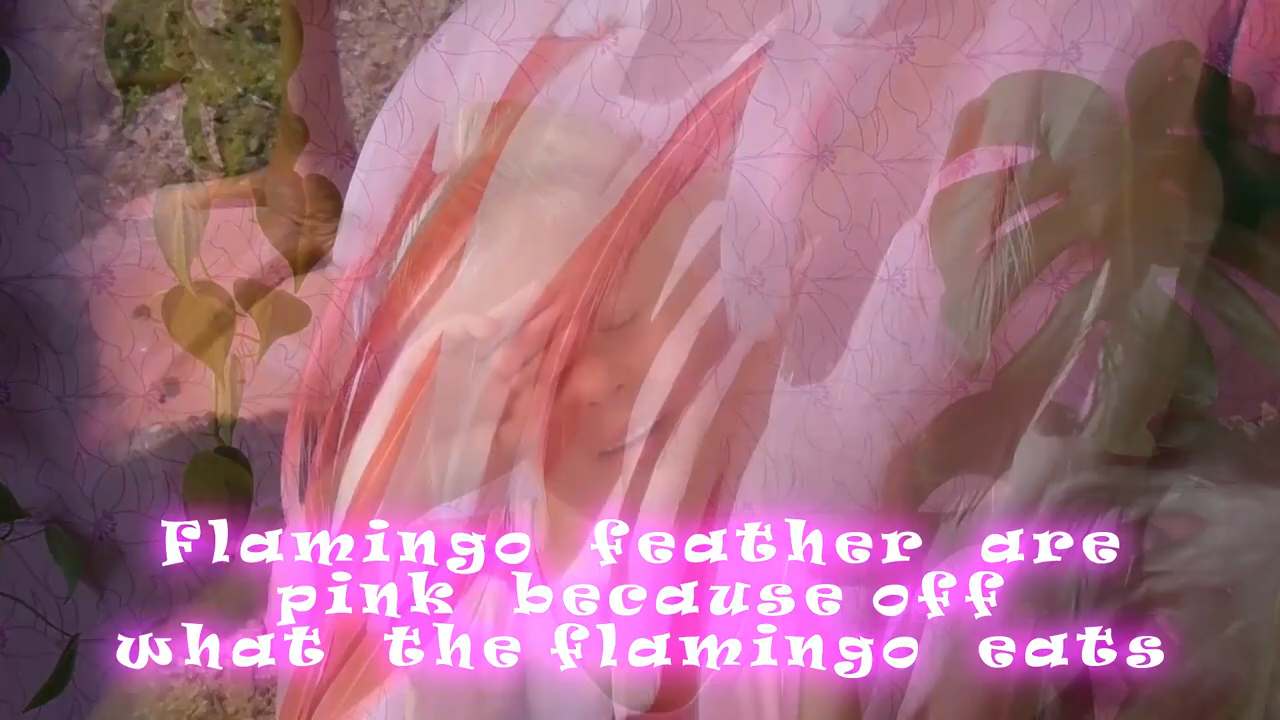 Flamingo feather are
pink because off
what the flamingo eats